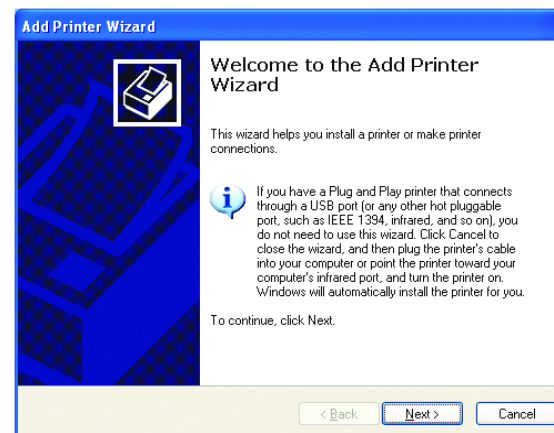 Add Printer Wizard
Welcome to the Add Printer
Wizard
This wizard helps you install a printer or make printer
connections.
If you have a Plug and Play printer that connects
through a USB port (or any other hot pluggable
port, such as IEEE 1394, infrared, and so on), you
do not need to use this wizard. Click Cancel to
close the wizard, and then plug the printer's cable
into your computer or point the printer toward your
computer's infrared port, and turn the printer on.
Windows will automatically install the printer for you.
To continue, click Next.
< Back Next > Cancel